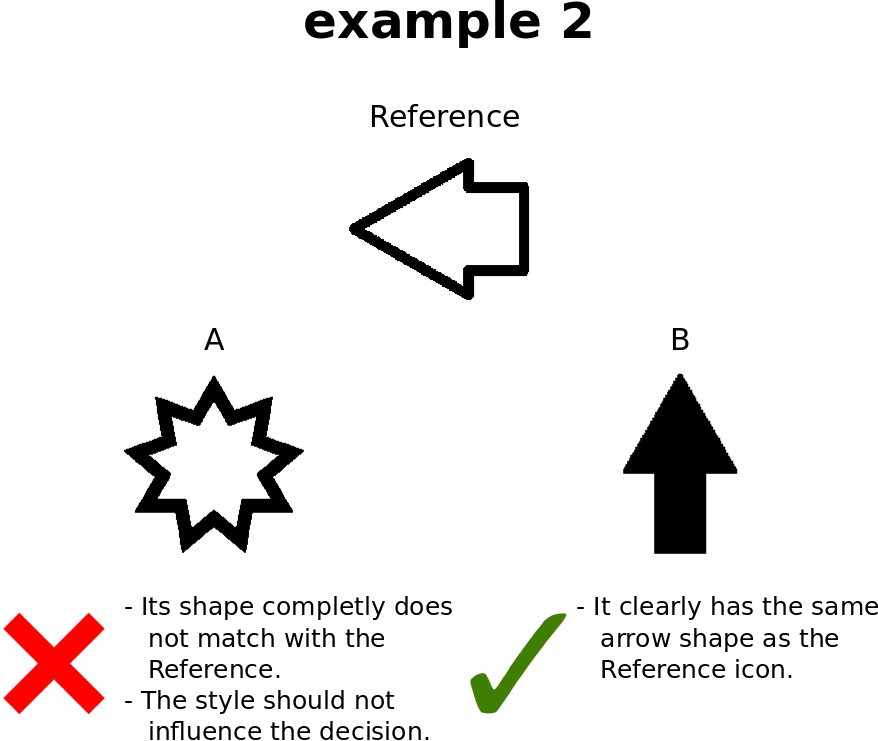 example 2
Reference
A
B
- Its shape completly does
not match with the
Reference.
- The style should not
influence the decision.
- It clearly has the same
arrow shape as the
Reference icon.